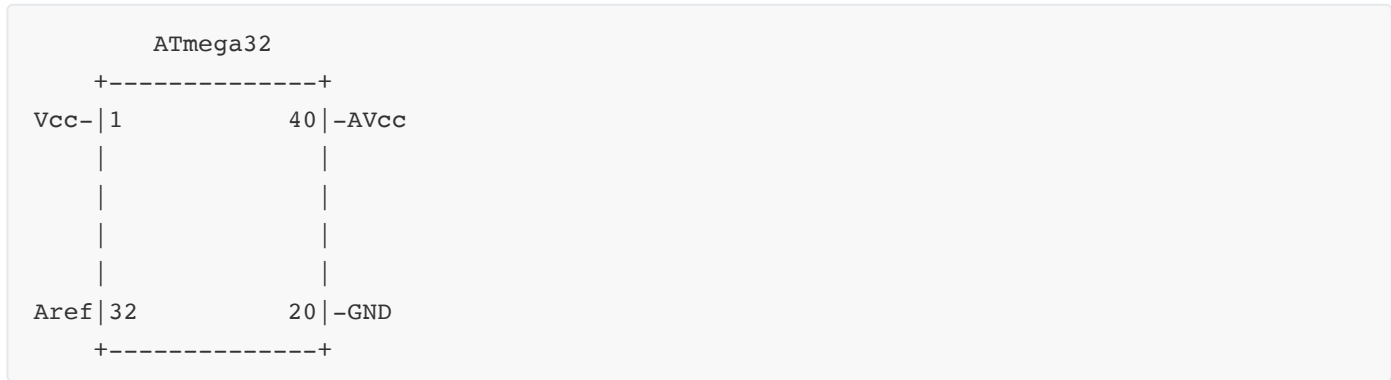 ATmega32
+--------------+
Vcc-|1 40|-AVcc
| |
| |
| |
| |
Aref|32 20|-GND
+--------------+